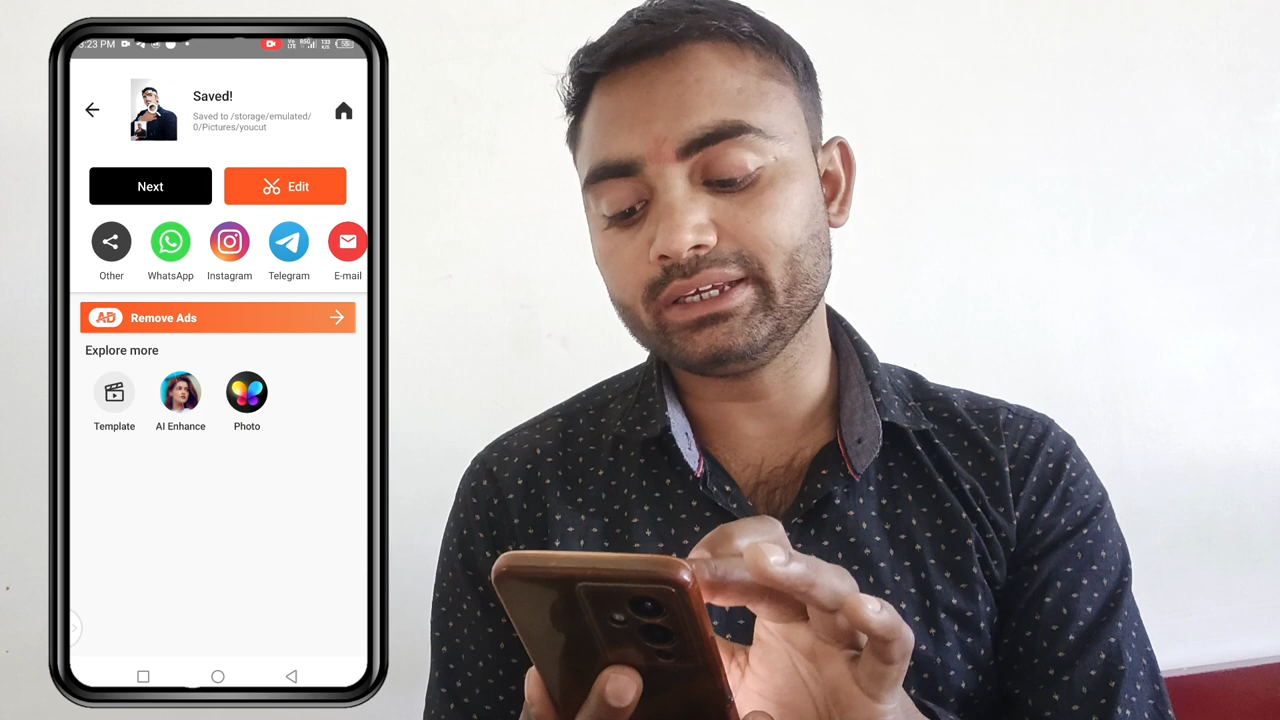 3:23 PM
Saved!
Saved to /storage/emulated/
0/Pictures/youcut
Next
Edit
Other
WhatsApp
Instagram
Telegram
E-mail
AD
Remove Ads
Explore more
Template
AI Enhance
Photo